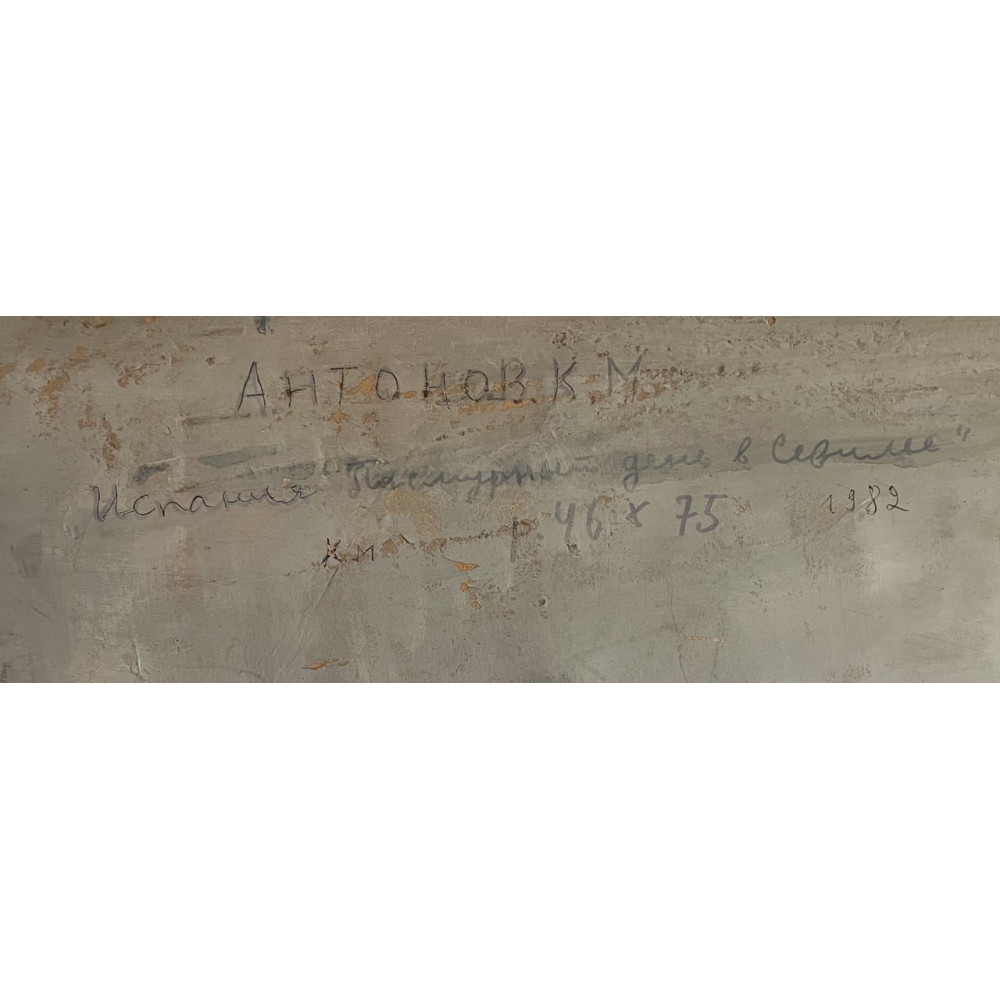 АНТОНОВ К.М.
Испания "Пасмурный день в Севилье"
К М р. 46 х 75 1982